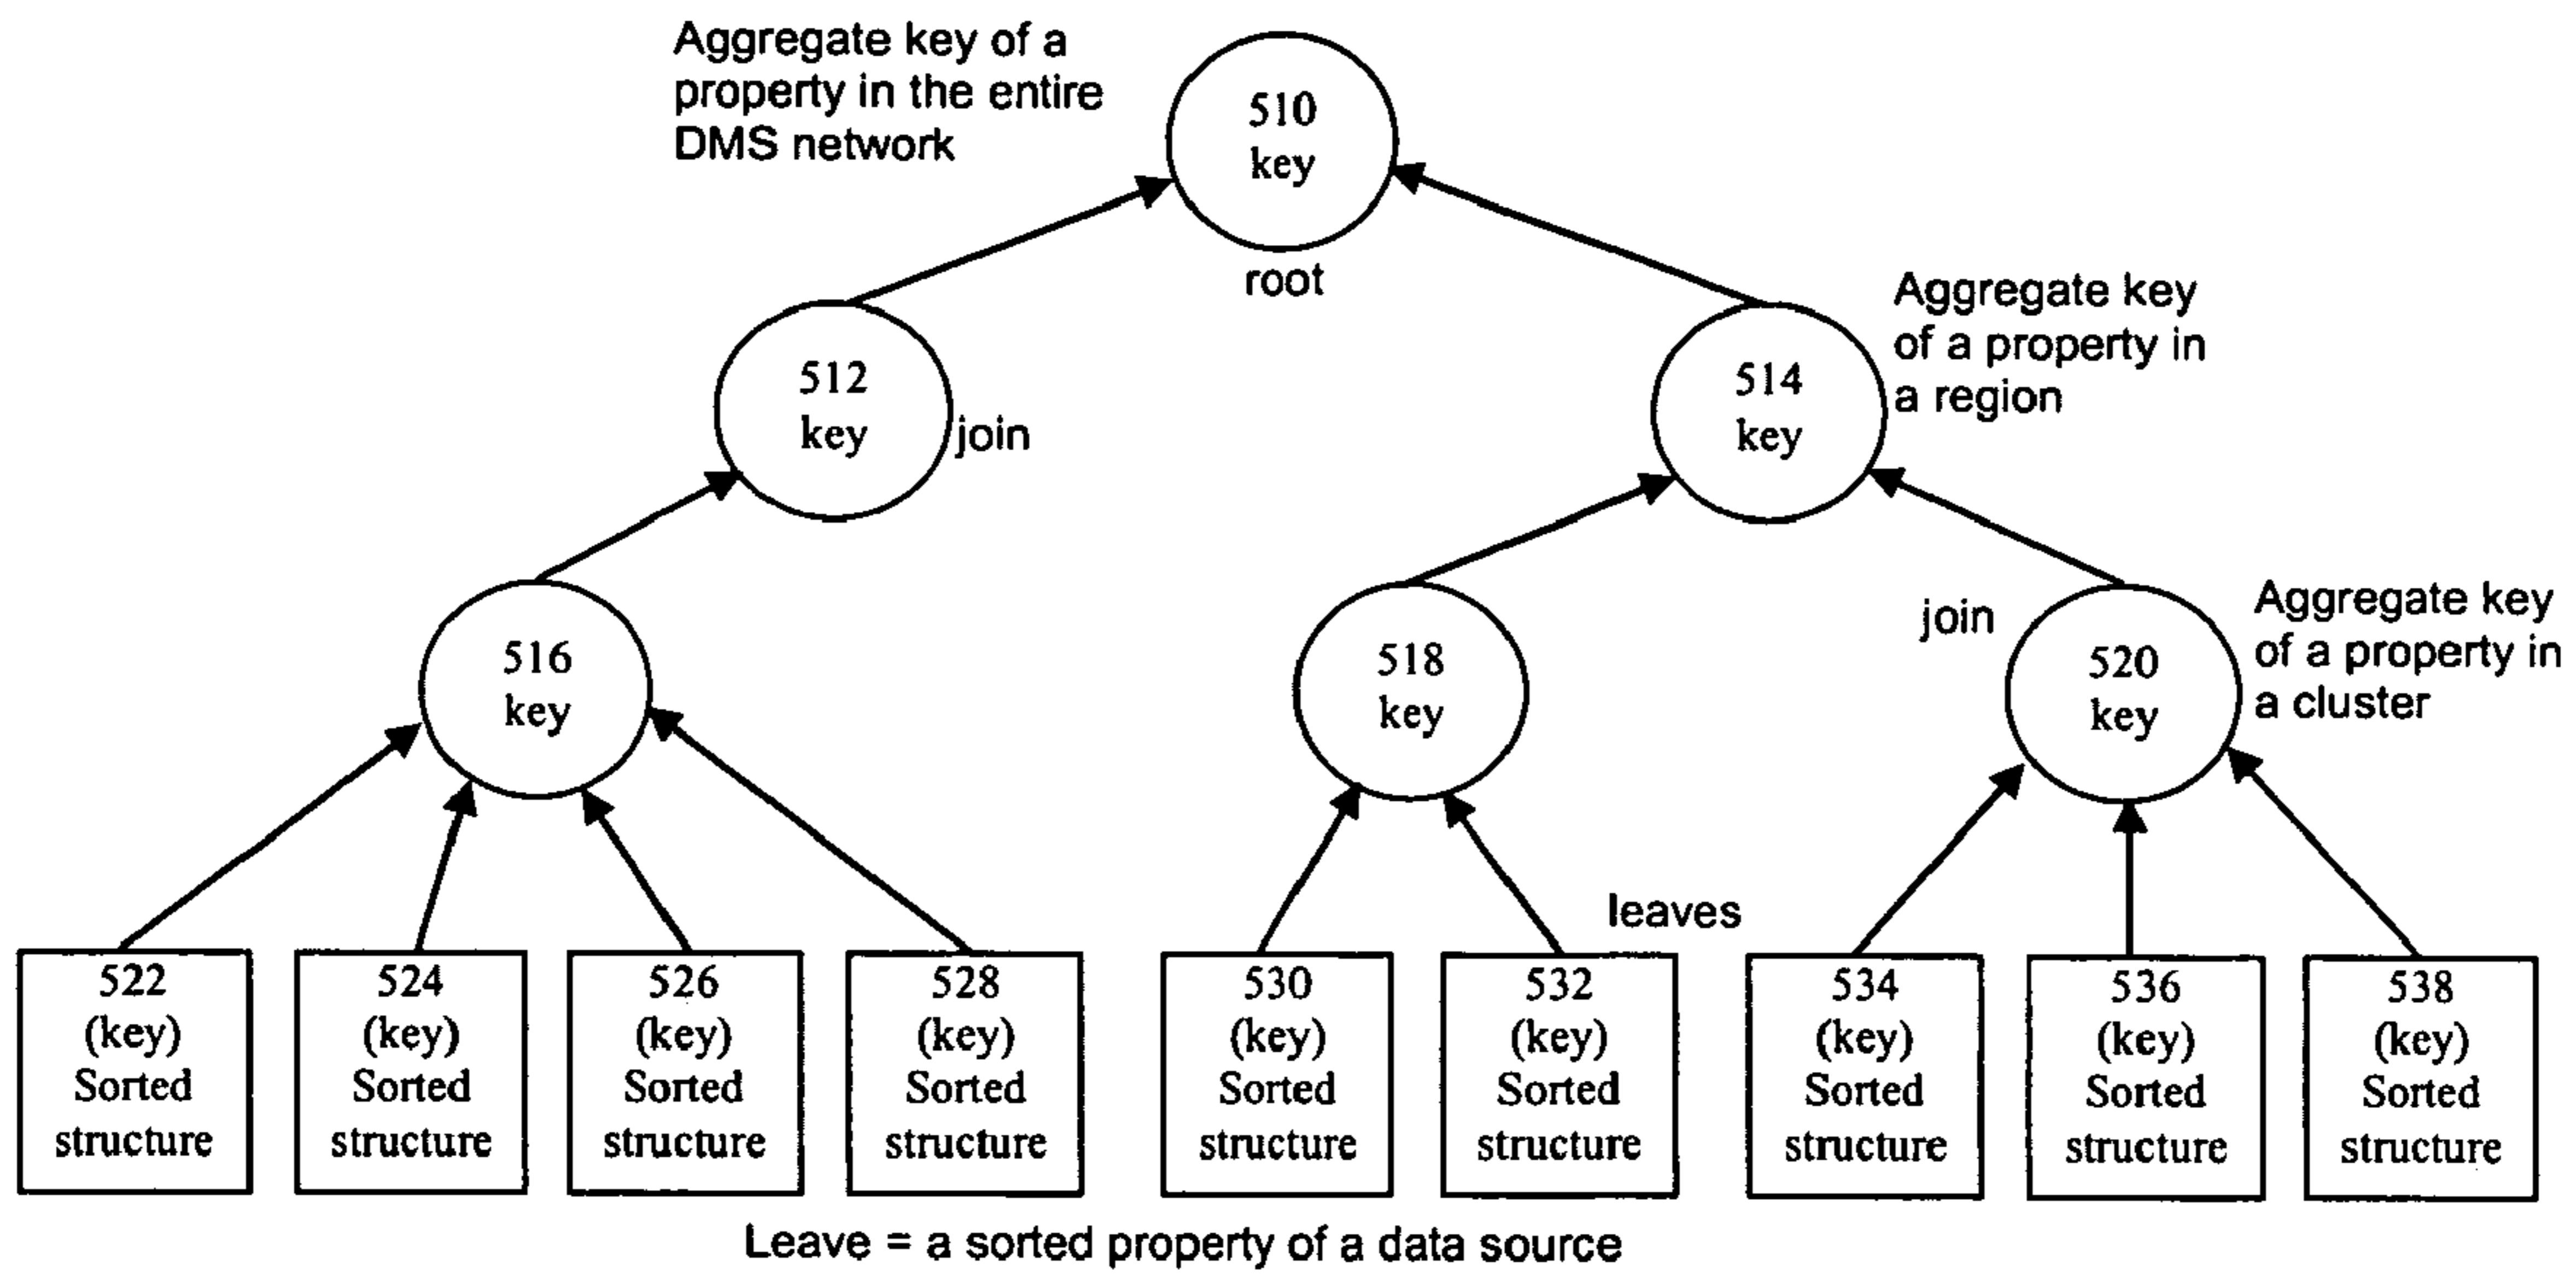 Aggregate key of a
property in the entire
DMS network
510
key
root
512
key
join
514
key
Aggregate key
of a property in
a region
516
key
518
key
join
520
key
Aggregate key
of a property in
a cluster
leaves
522
(key)
Sorted
structure
524
(key)
Sorted
structure
526
(key)
Sorted
structure
528
(key)
Sorted
structure
530
(key)
Sorted
structure
532
(key)
Sorted
structure
534
(key)
Sorted
structure
536
(key)
Sorted
structure
538
(key)
Sorted
structure
Leave = a sorted property of a data source